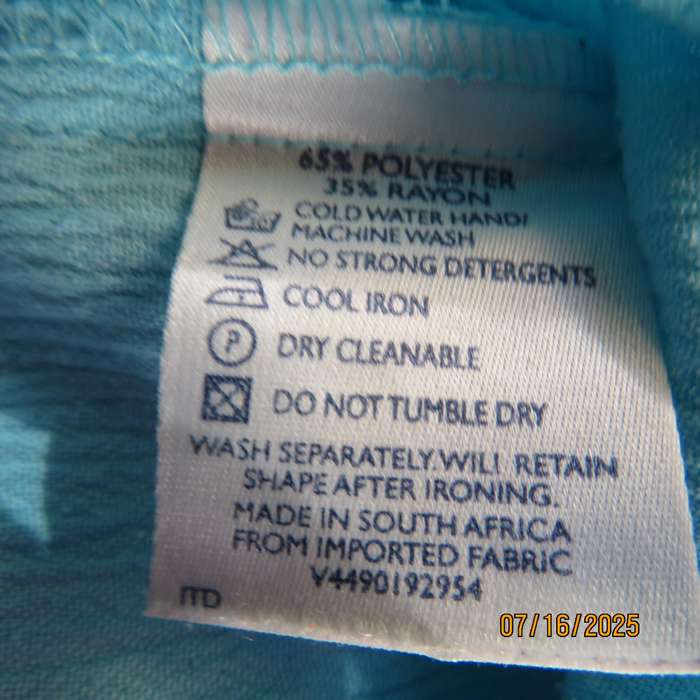 65% POLYESTER
35% RAYON
COLD WATER HAND/
MACHINE WASH
NO STRONG DETERGENTS
COOL IRON
P
DRY CLEANABLE
DO NOT TUMBLE DRY
WASH SEPARATELY.WILL RETAIN
SHAPE AFTER IRONING.
MADE IN SOUTH AFRICA
FROM IMPORTED FABRIC
V4490192954
ITD
07/16/2025